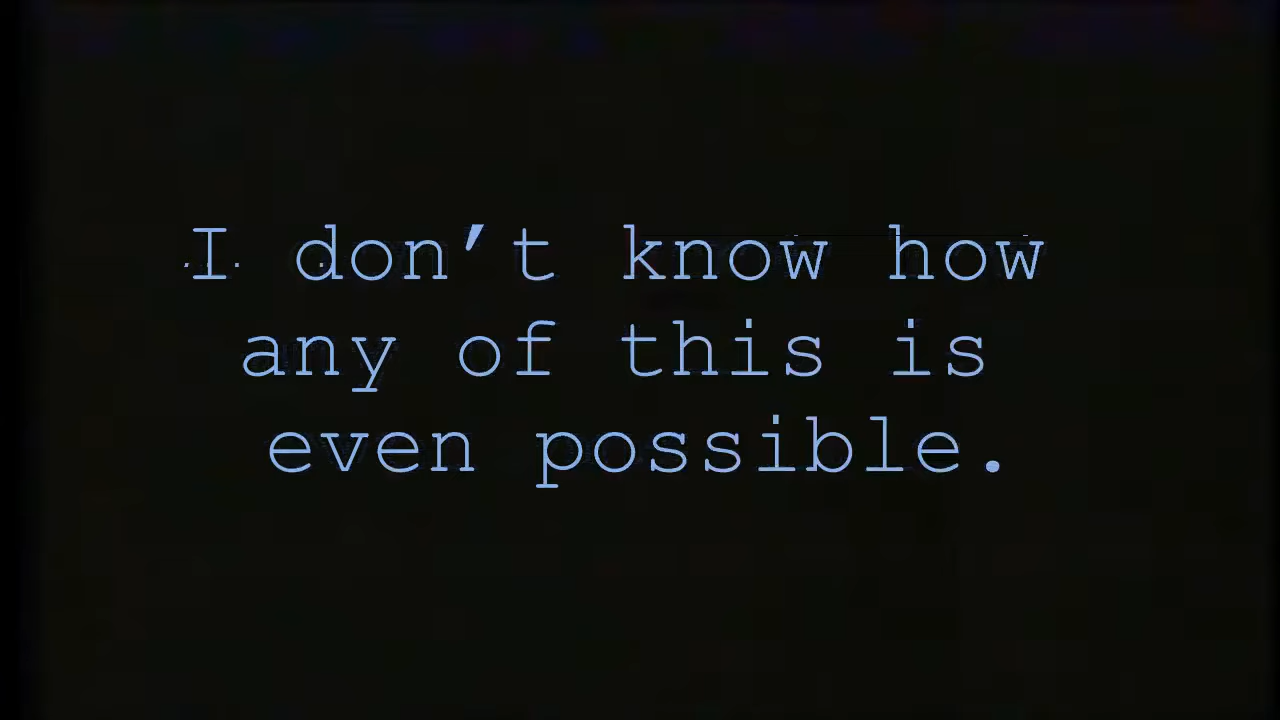 I don’t know how
any of this is
even possible.